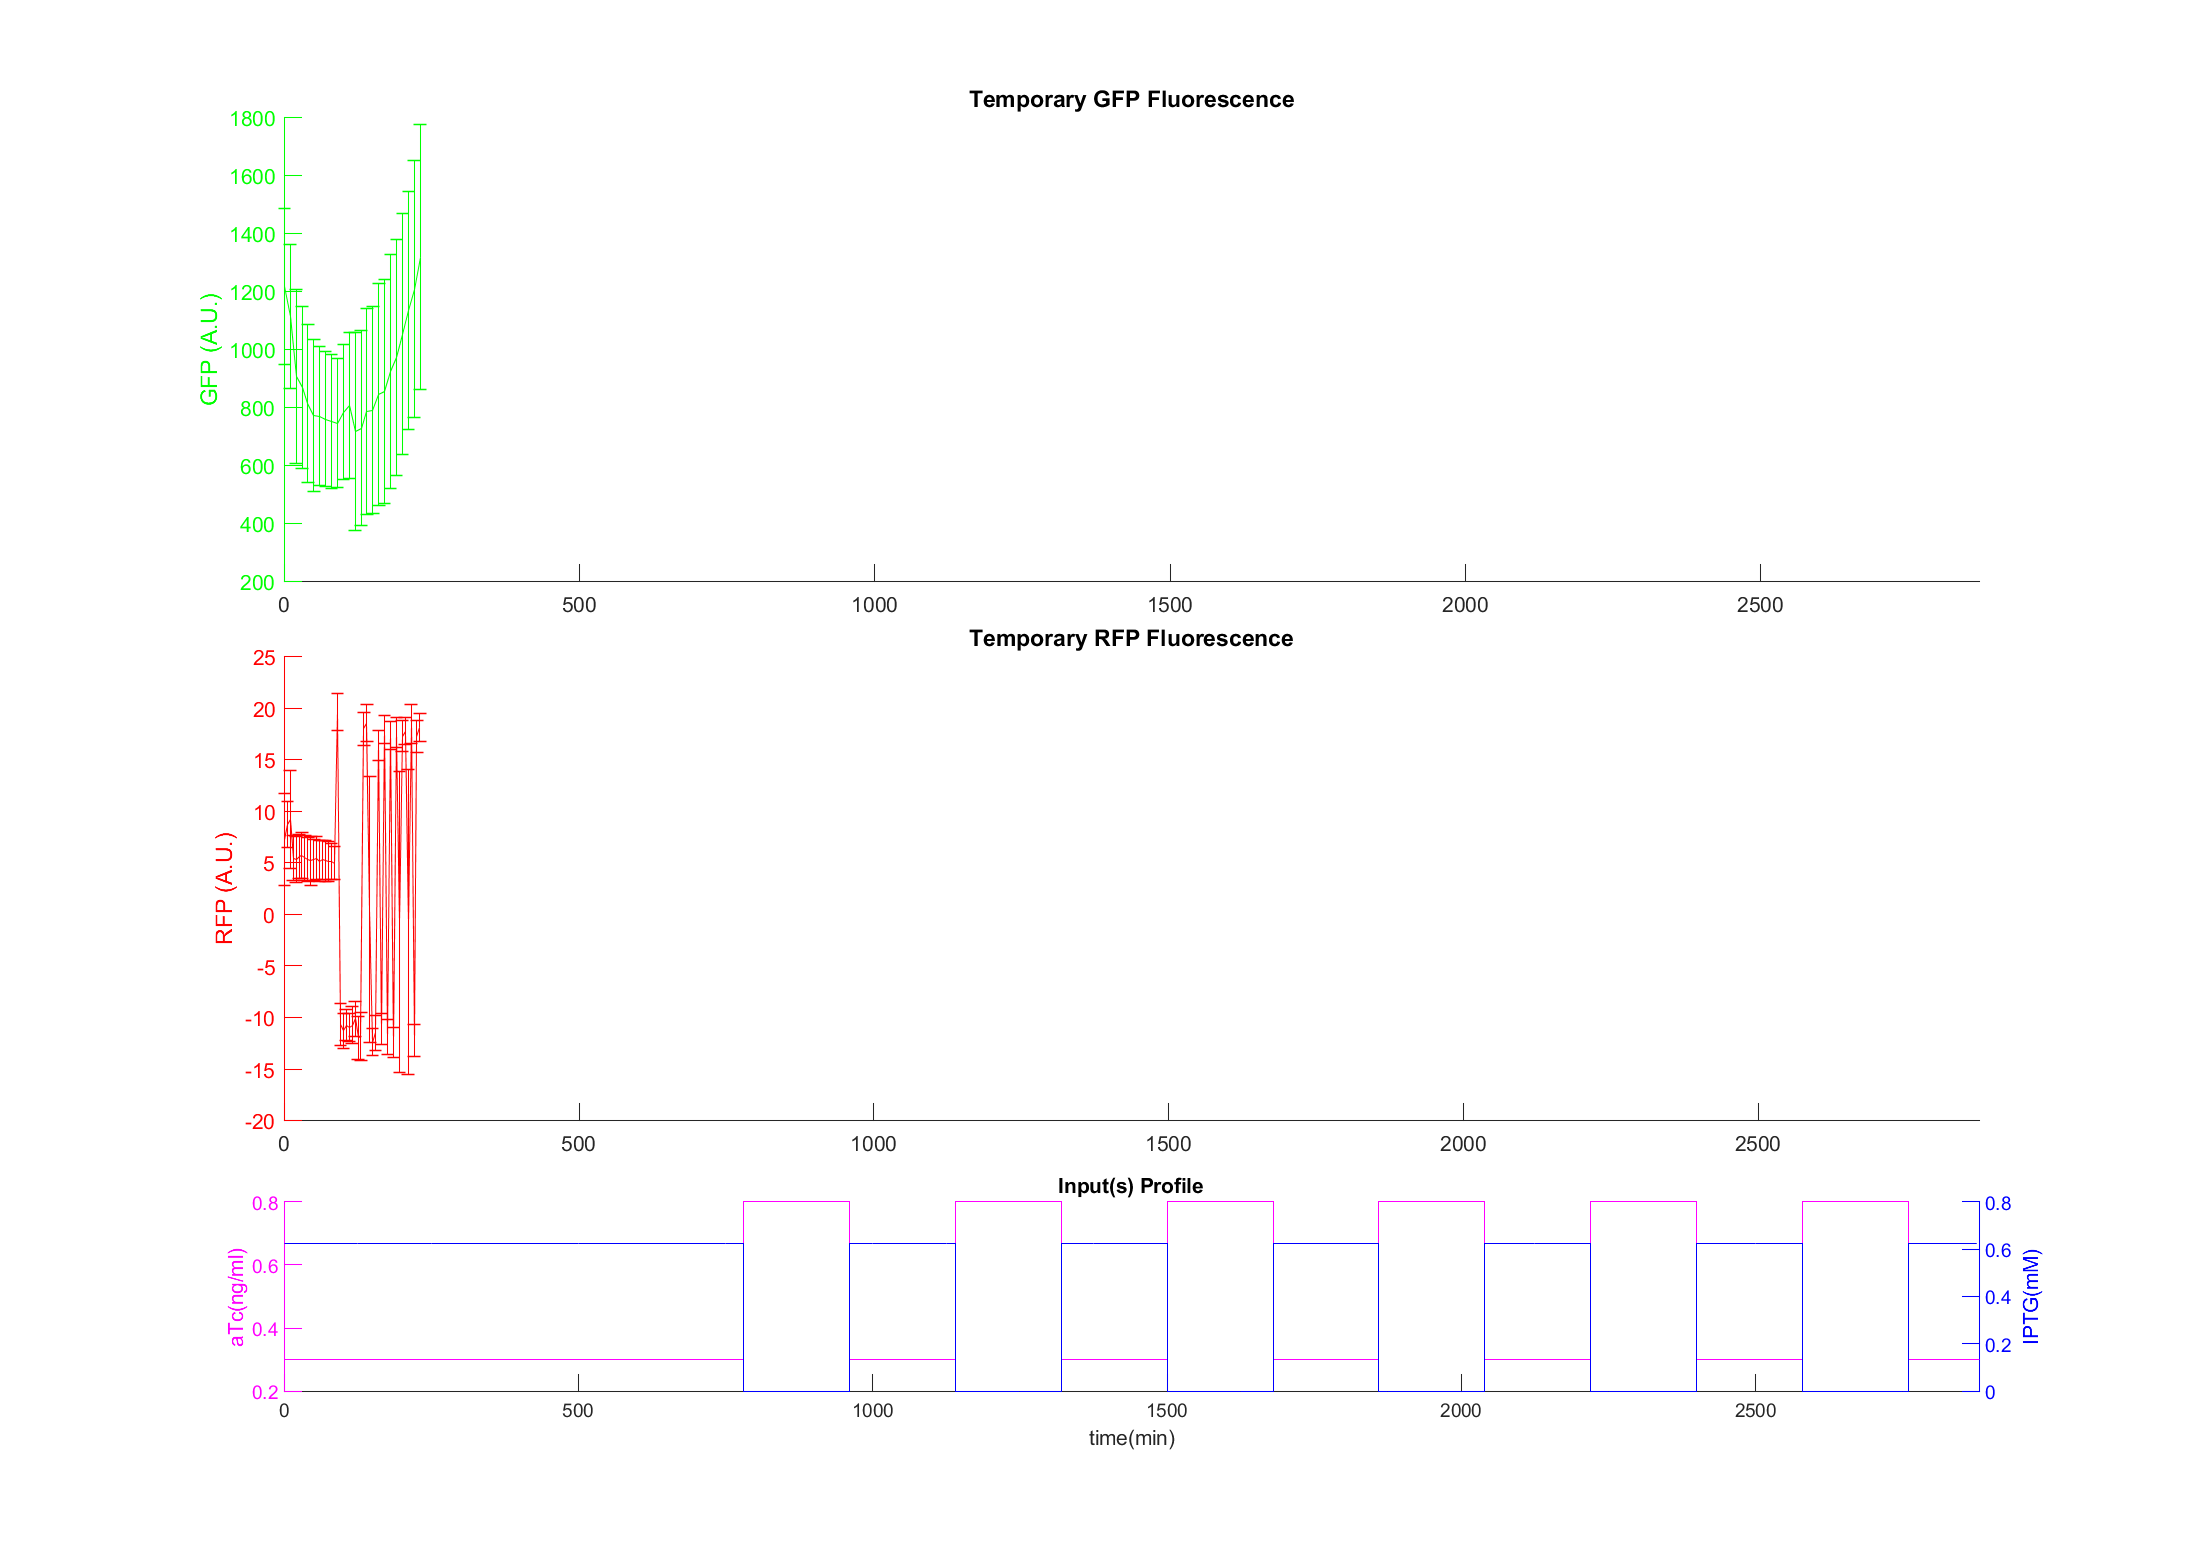 Temporary GFP Fluorescence
1800
1600
1400
1200
1000
800
600
400
200
GFP (A.U.)
0 500 1000 1500 2000 2500
Temporary RFP Fluorescence
25
20
15
10
5
0
-5
-10
-15
-20
RFP (A.U.)
0 500 1000 1500 2000 2500
Input(s) Profile
0.8
0.6
0.4
0.2
aTc(ng/ml)
0.8
0.6
0.4
0.2
0
IPTG(mM)
0 500 1000 1500 2000 2500
time(min)